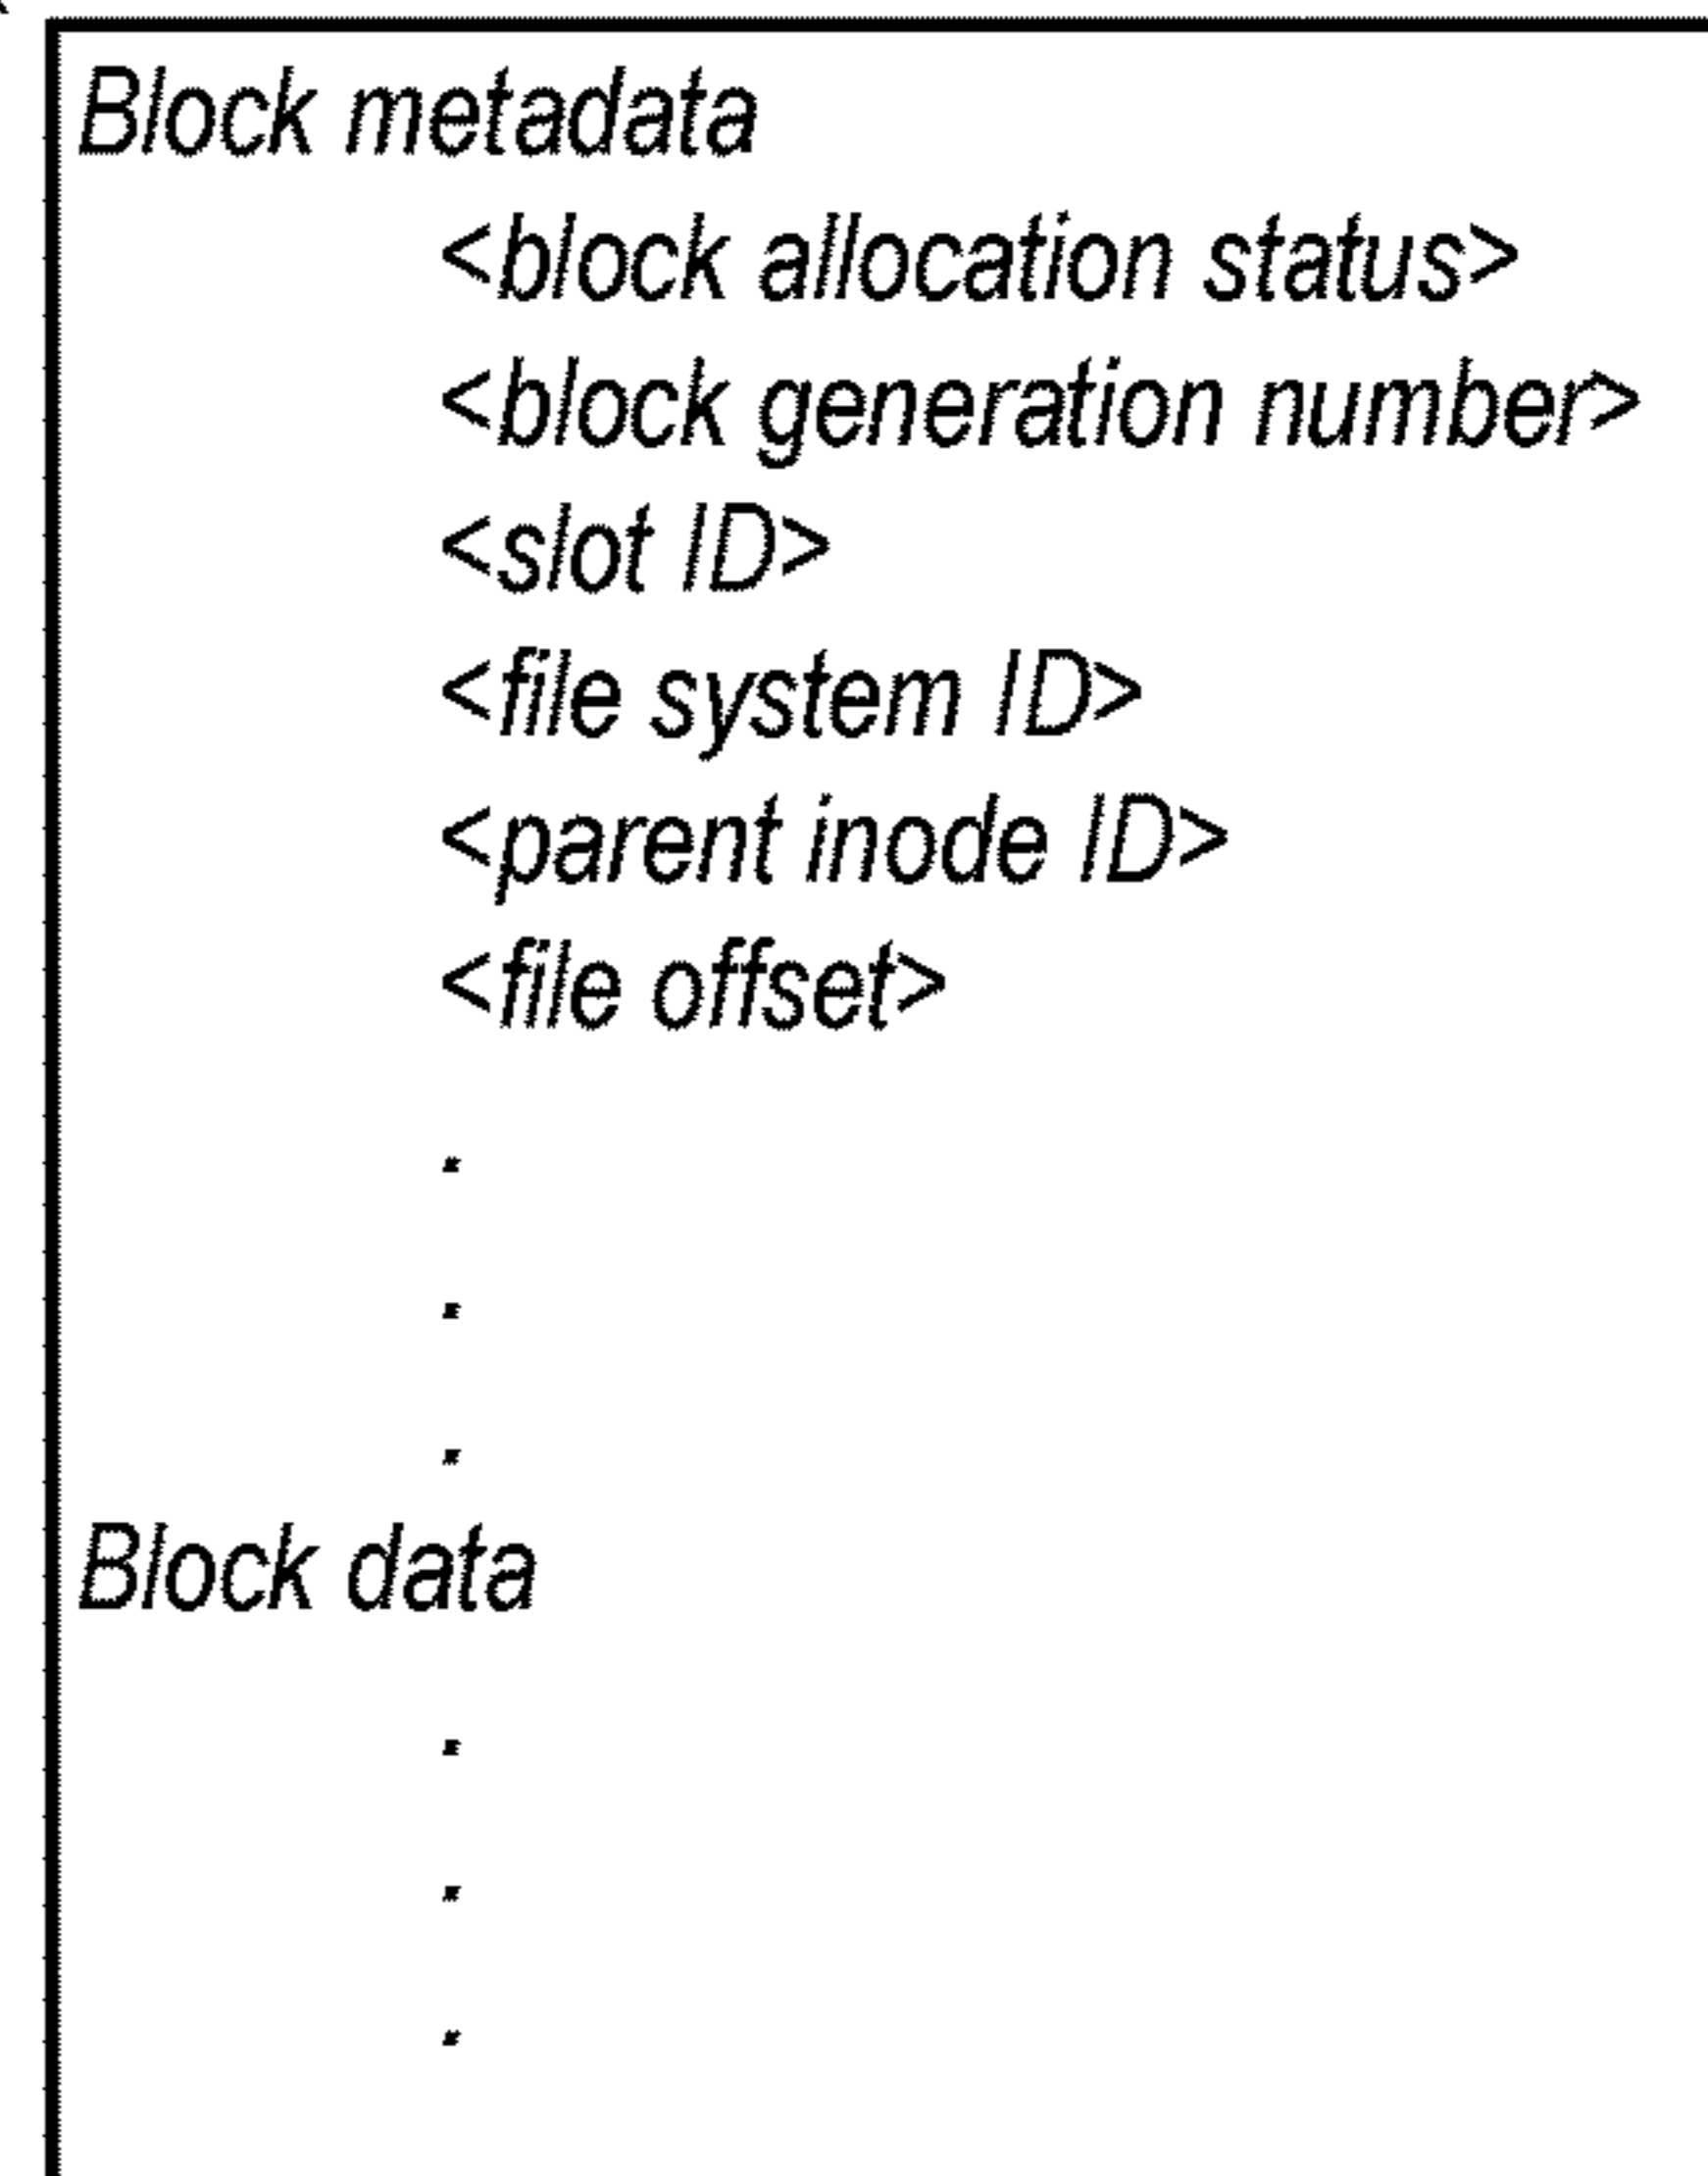 Block metadata
<block allocation status>
<block generation number>
<slot ID>
<file system ID>
<parent inode ID>
<file offset>
.
.
.
Block data
.
.
.